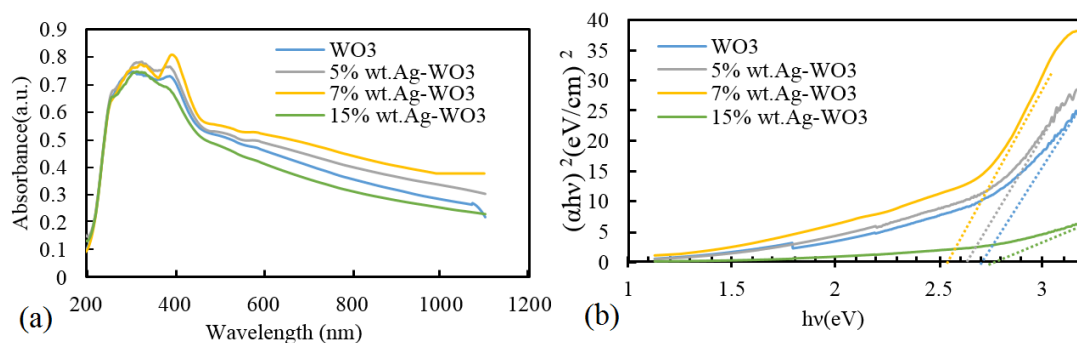 0.9
0.8
0.7
0.6
0.5
0.4
0.3
0.2
0.1
0
Absorbance(a.u.)
WO3
5% wt.Ag-WO3
7% wt.Ag-WO3
15% wt.Ag-WO3
200 400 600 800 1000 1200
Wavelength (nm)
(a)
40
35
30
25
20
15
10
5
0
(αhν) ² (eV/cm) ²
WO3
5% wt.Ag-WO3
7% wt.Ag-WO3
15% wt.Ag-WO3
1 1.5 2 2.5 3
hν(eV)
(b)